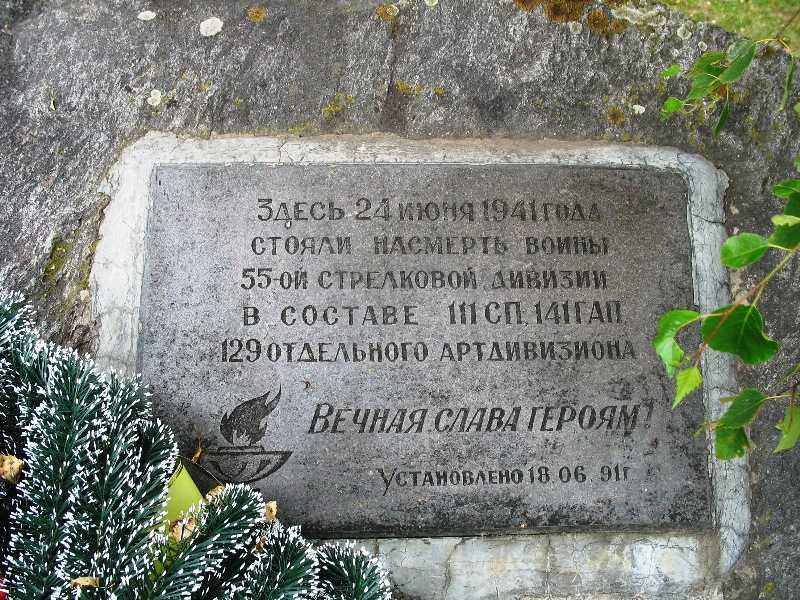 Здесь 24 июня 1941 года
стояли насмерть воины
55-ой стрелковой дивизии
в составе 111 СП, 141 ГАП,
129 отдельного артдивизиона
Вечная слава героям!
Установлено 18.06.91г